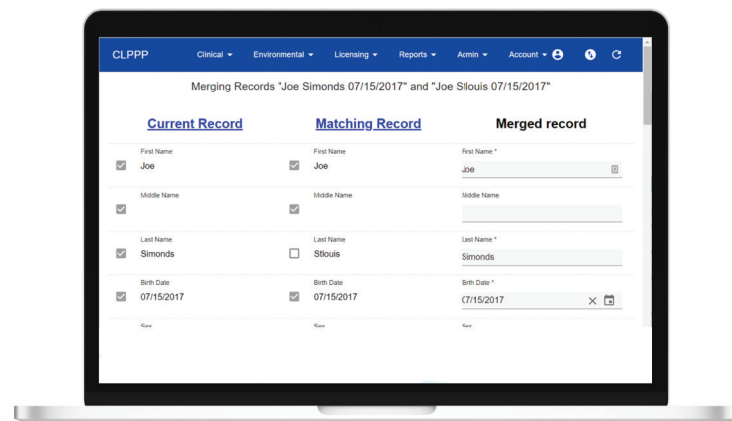 CLPPP Clinical Environmental Licensing Reports Admin Account
Merging Records "Joe Simonds 07/15/2017" and "Joe Stlouis 07/15/2017"
Current Record Matching Record Merged record
First Name First Name First Name *
Joe Joe Joe
Middle Name Middle Name Middle Name
Last Name Last Name Last Name *
Simonds Stlouis Simonds
Birth Date Birth Date Birth Date *
07/15/2017 07/15/2017 07/15/2017
Sex Sex Sex